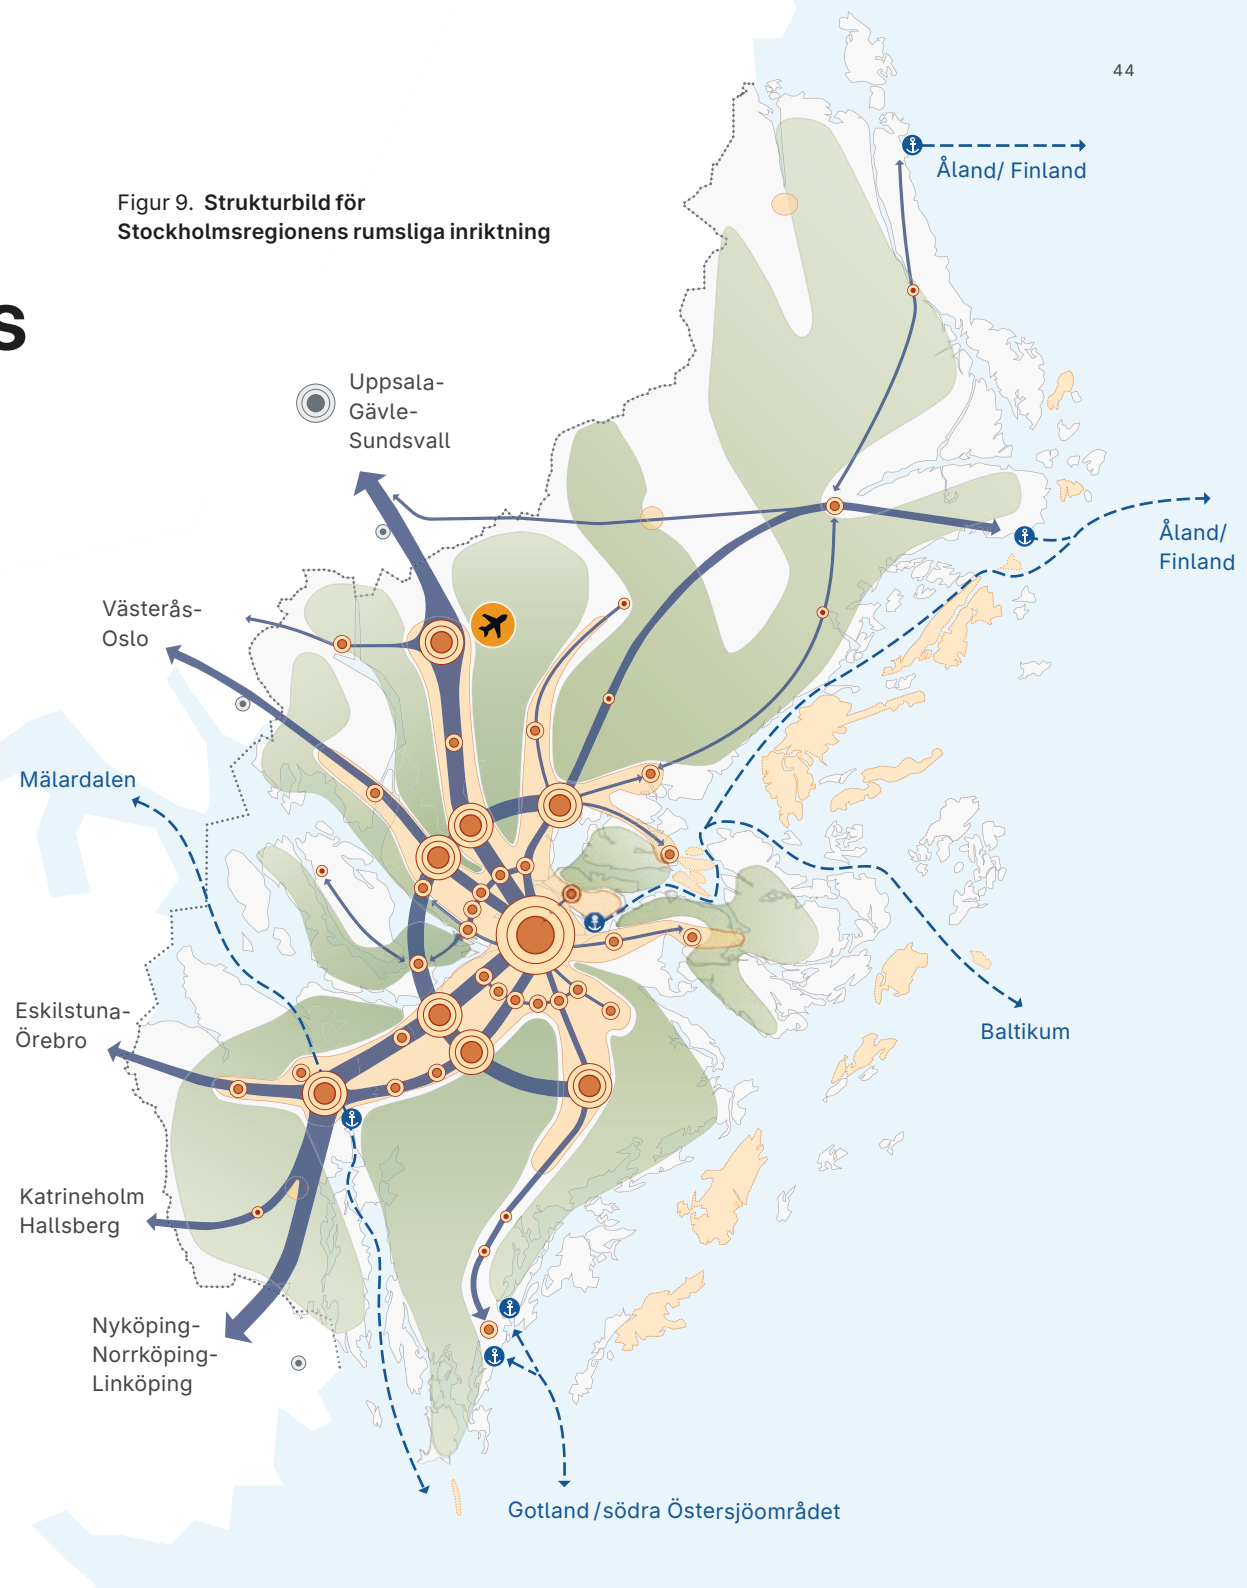 44
Åland/ Finland
Figur 9. Strukturbild för
Stockholmsregionens rumsliga inriktning
s
Uppsala-
Gävle-
Sundsvall
Åland/
Finland
Västerås-
Oslo
Mälardalen
Eskilstuna-
Örebro
Baltikum
Katrineholm
Hallsberg
Nyköping-
Norrköping-
Linköping
Gotland/södra Östersjöområdet